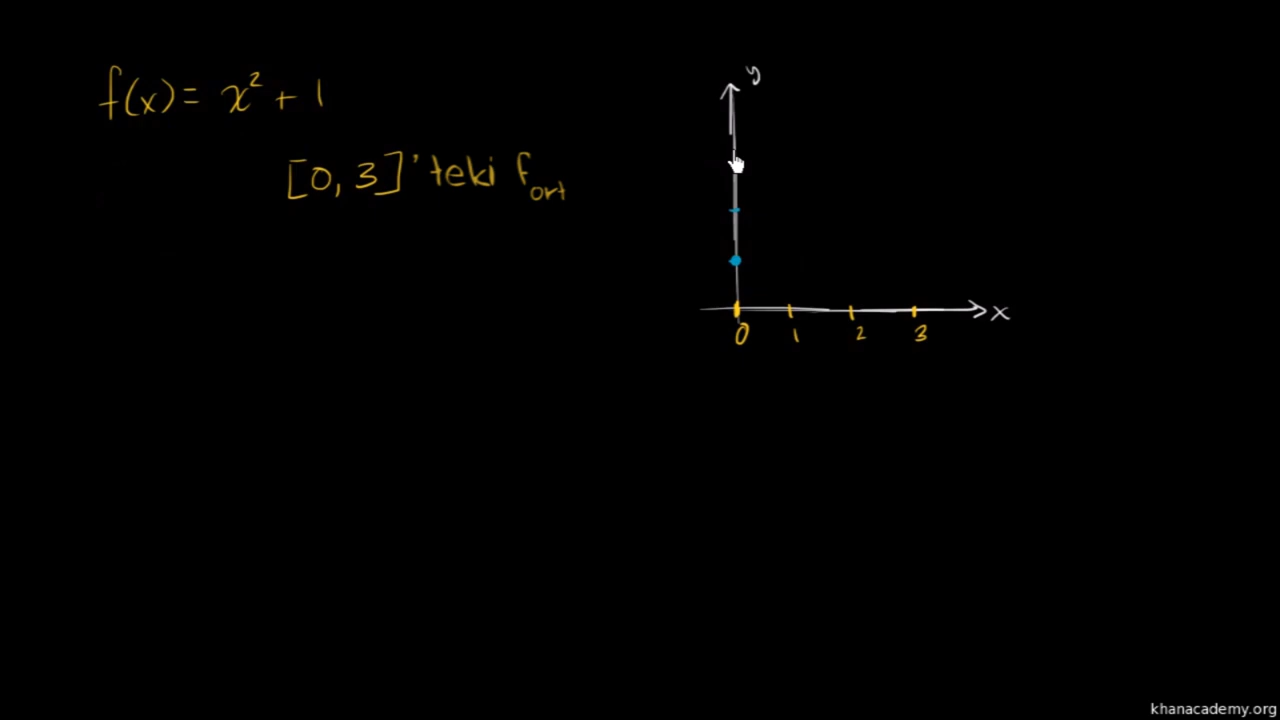 f(x) = x² + 1
[0, 3]'teki f_ort
y
x
0 1 2 3
khanacademy.org